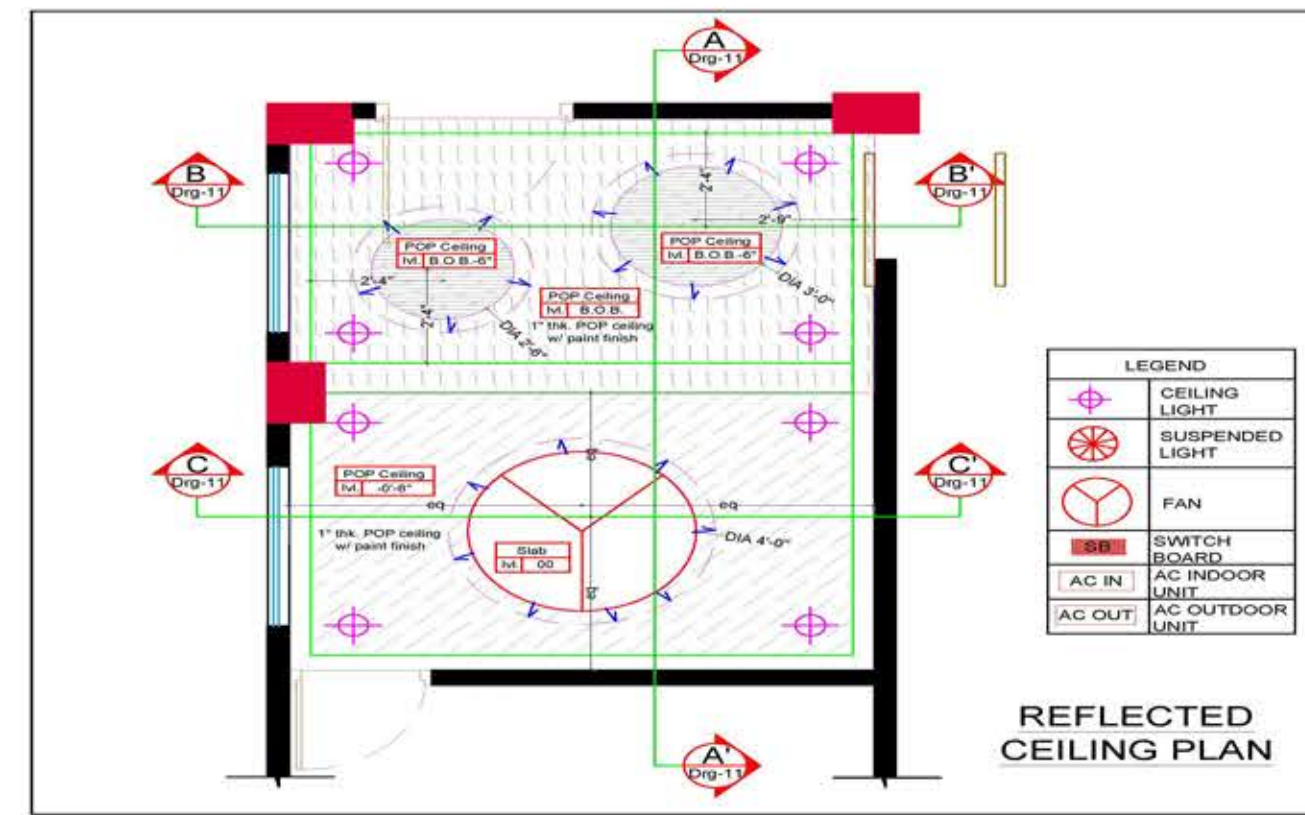 A
Drg-11
B
Drg-11
B'
Drg-11
2'-4"
2'-9"
POP Ceiling
lvl. B.O.B.-6"
POP Ceiling
lvl. B.O.B.-6"
2'-4"
DIA 3'-0"
POP Ceiling
lvl. B.O.B.
2'-4"
1" thk. POP ceiling
w/ paint finish
DIA 2'-6"
LEGEND
CEILING
LIGHT
SUSPENDED
LIGHT
FAN
SB
SWITCH
BOARD
AC IN
AC INDOOR
UNIT
AC OUT
AC OUTDOOR
UNIT
C
Drg-11
C'
Drg-11
eq
POP Ceiling
lvl. -0'-6"
eq
eq
1" thk. POP ceiling
w/ paint finish
DIA 4'-0"
Slab
lvl. 00
eq
REFLECTED
CEILING PLAN
A'
Drg-11